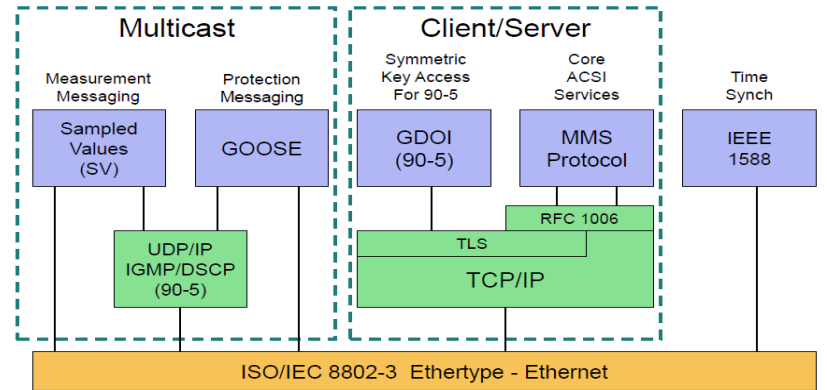 Multicast
Client/Server
Measurement
Messaging
Protection
Messaging
Symmetric
Key Access
For 90-5
Core
ACSI
Services
Time
Synch
Sampled
Values
(SV)
GOOSE
GDOI
(90-5)
MMS
Protocol
IEEE
1588
UDP/IP
IGMP/DSCP
(90-5)
RFC 1006
TLS
TCP/IP
ISO/IEC 8802-3 Ethertype - Ethernet